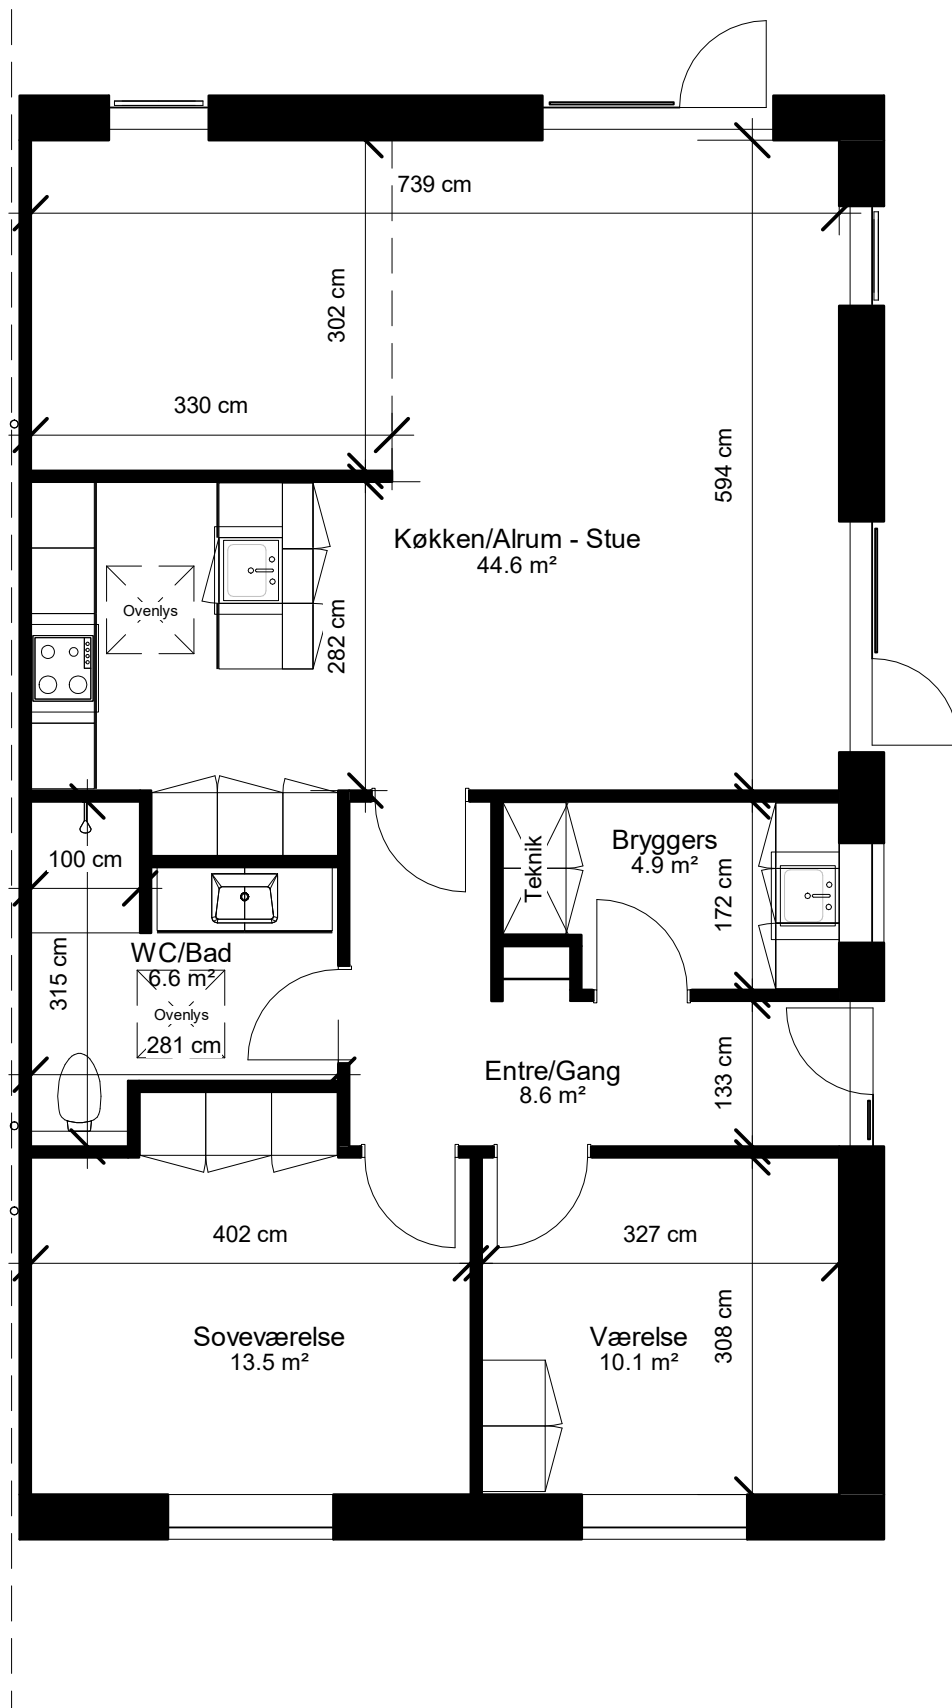 739 cm
302 cm
330 cm
594 cm
Køkken/Alrum - Stue
44.6 m²
Ovenlys
282 cm
100 cm
Teknik
Bryggers
4.9 m²
172 cm
WC/Bad
6.6 m²
315 cm
Ovenlys
281 cm
Entre/Gang
8.6 m²
133 cm
402 cm
327 cm
Soveværelse
13.5 m²
Værelse
10.1 m²
308 cm